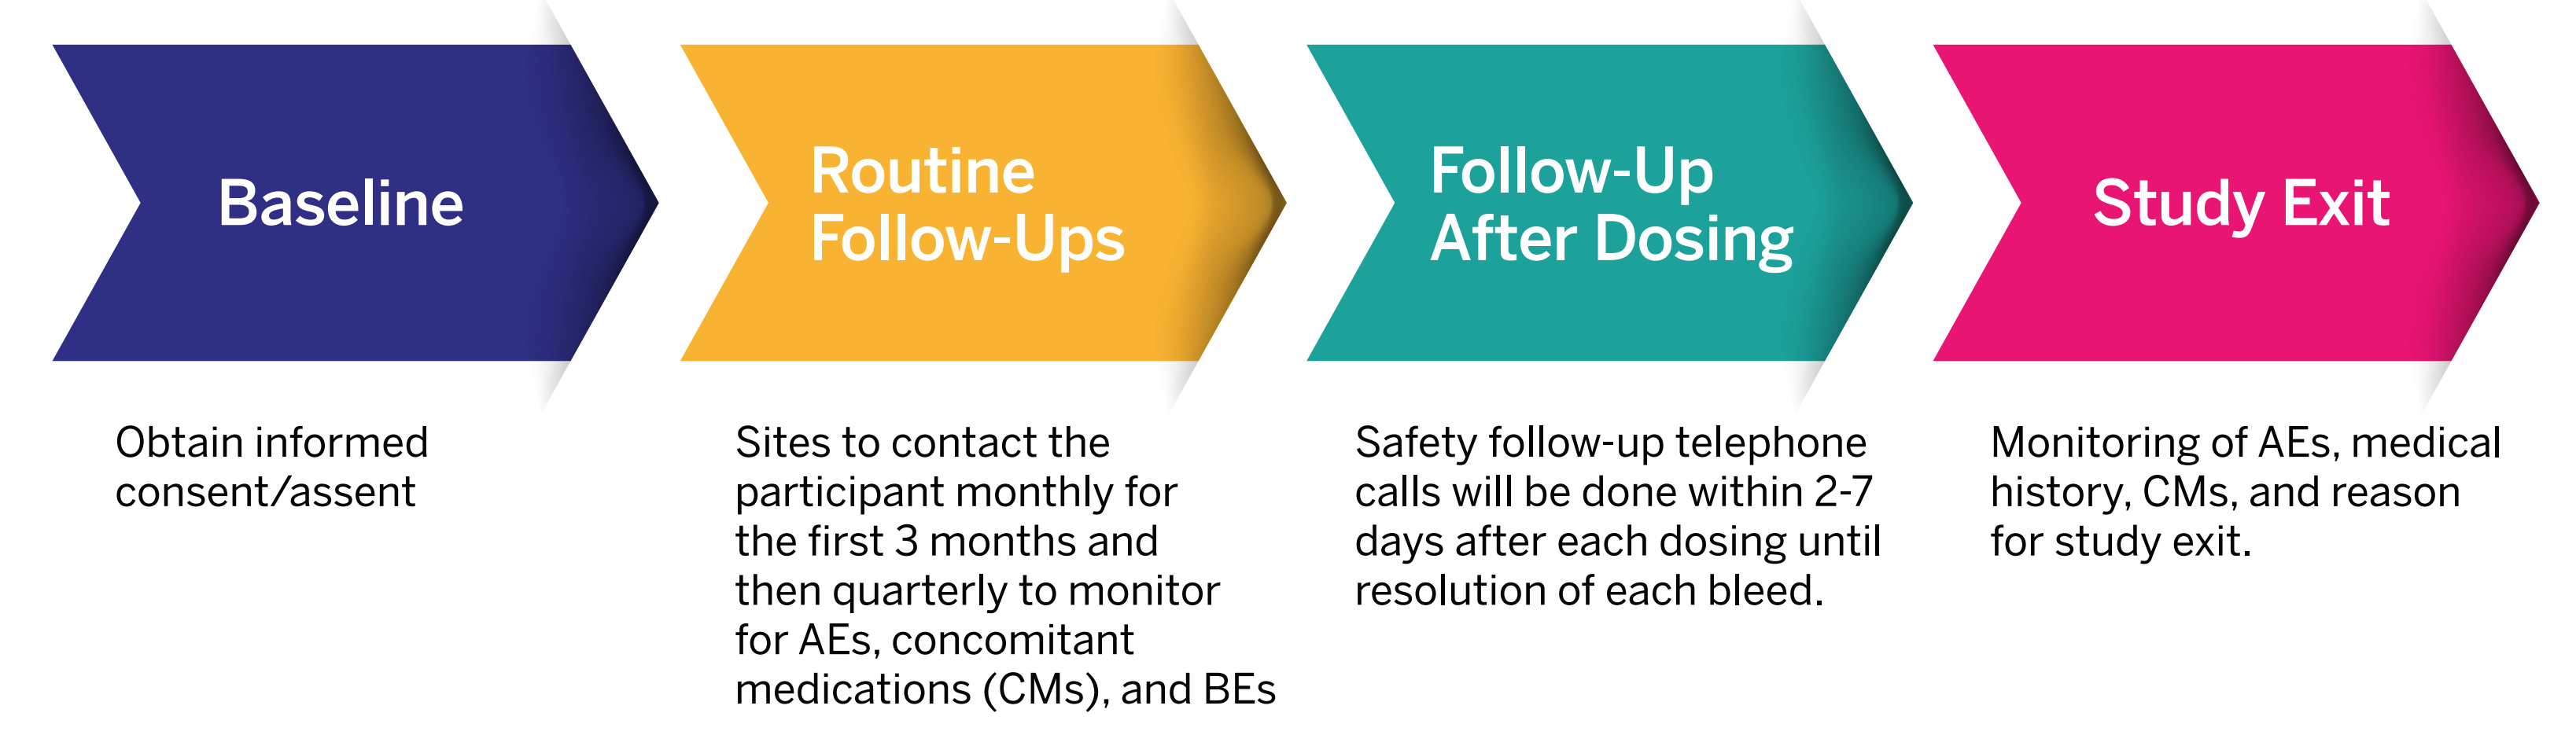 Baseline
Obtain informed
consent/assent
Routine
Follow-Ups
Sites to contact the
participant monthly for
the first 3 months and
then quarterly to monitor
for AEs, concomitant
medications (CMs), and BEs
Follow-Up
After Dosing
Safety follow-up telephone
calls will be done within 2-7
days after each dosing until
resolution of each bleed.
Study Exit
Monitoring of AEs, medical
history, CMs, and reason
for study exit.